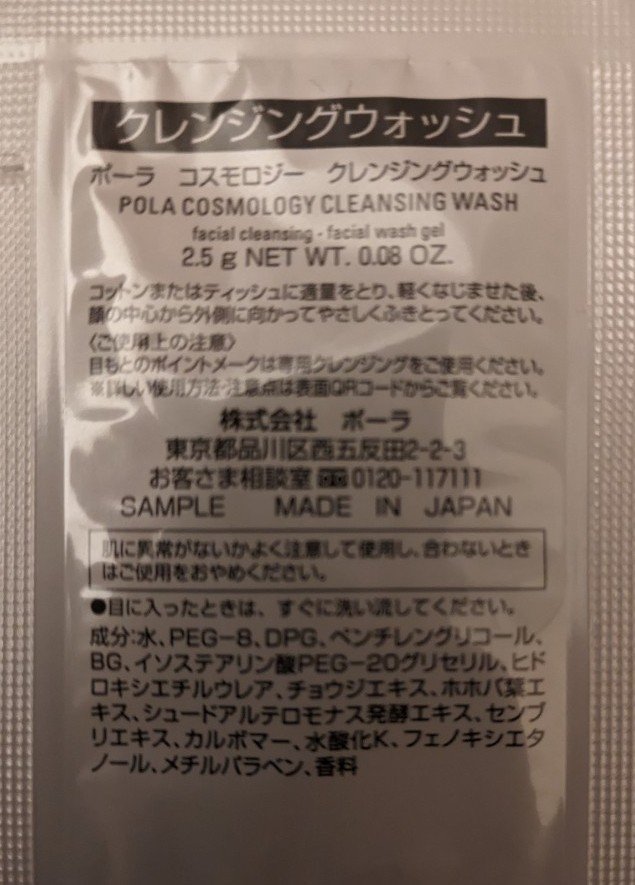 クレンジングウォッシュ
ポーラ コスモロジー クレンジングウォッシュ
POLA COSMOLOGY CLEANSING WASH
facial cleansing - facial wash gel
2.5 g NET WT. 0.08 OZ.
コットンまたはティッシュに適量をとり、軽くなじませた後、
顔の中心から外側に向かってやさしくふきとってください。
〈ご使用上の注意〉
目もとのポイントメークは専用クレンジングをご使用ください。
※詳しい使用方法・注意点は表面QRコードからご覧ください。
株式会社 ポーラ
東京都品川区西五反田2-2-3
お客さま相談室 0120-117111
SAMPLE MADE IN JAPAN
肌に異常がないかよく注意して使用し、合わないとき
はご使用をおやめください。
●目に入ったときは、すぐに洗い流してください。
成分:水、PEG-8、DPG、ペンチレングリコール、
BG、イソステアリン酸PEG-20グリセリル、ヒド
ロキシエチルウレア、チョウジエキス、ホホバ葉エ
キス、シュードアルテロモナス発酵エキス、センブ
リエキス、カルボマー、水酸化K、フェノキシエタ
ノール、メチルパラベン、香料